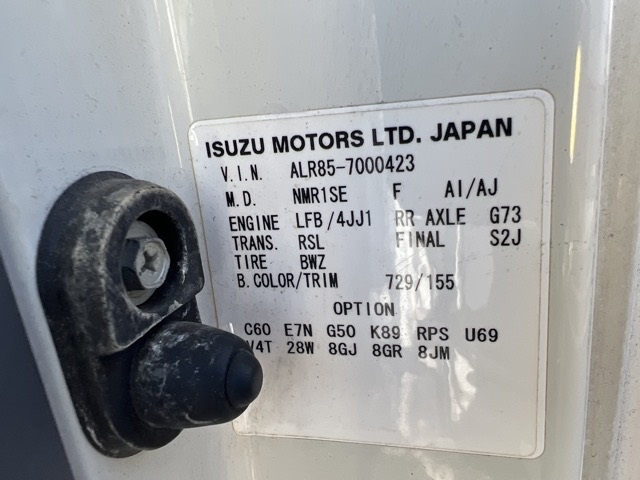 ISUZU MOTORS LTD. JAPAN
V.I.N. ALR85-7000423
M.D. NMR1SE F AI/AJ
ENGINE LFB/4JJ1 RR AXLE G73
TRANS. RSL FINAL S2J
TIRE BWZ
B.COLOR/TRIM 729/155
OPTION
C60 E7N G50 K89 RPS U69
28W 8GJ 8GR 8JM